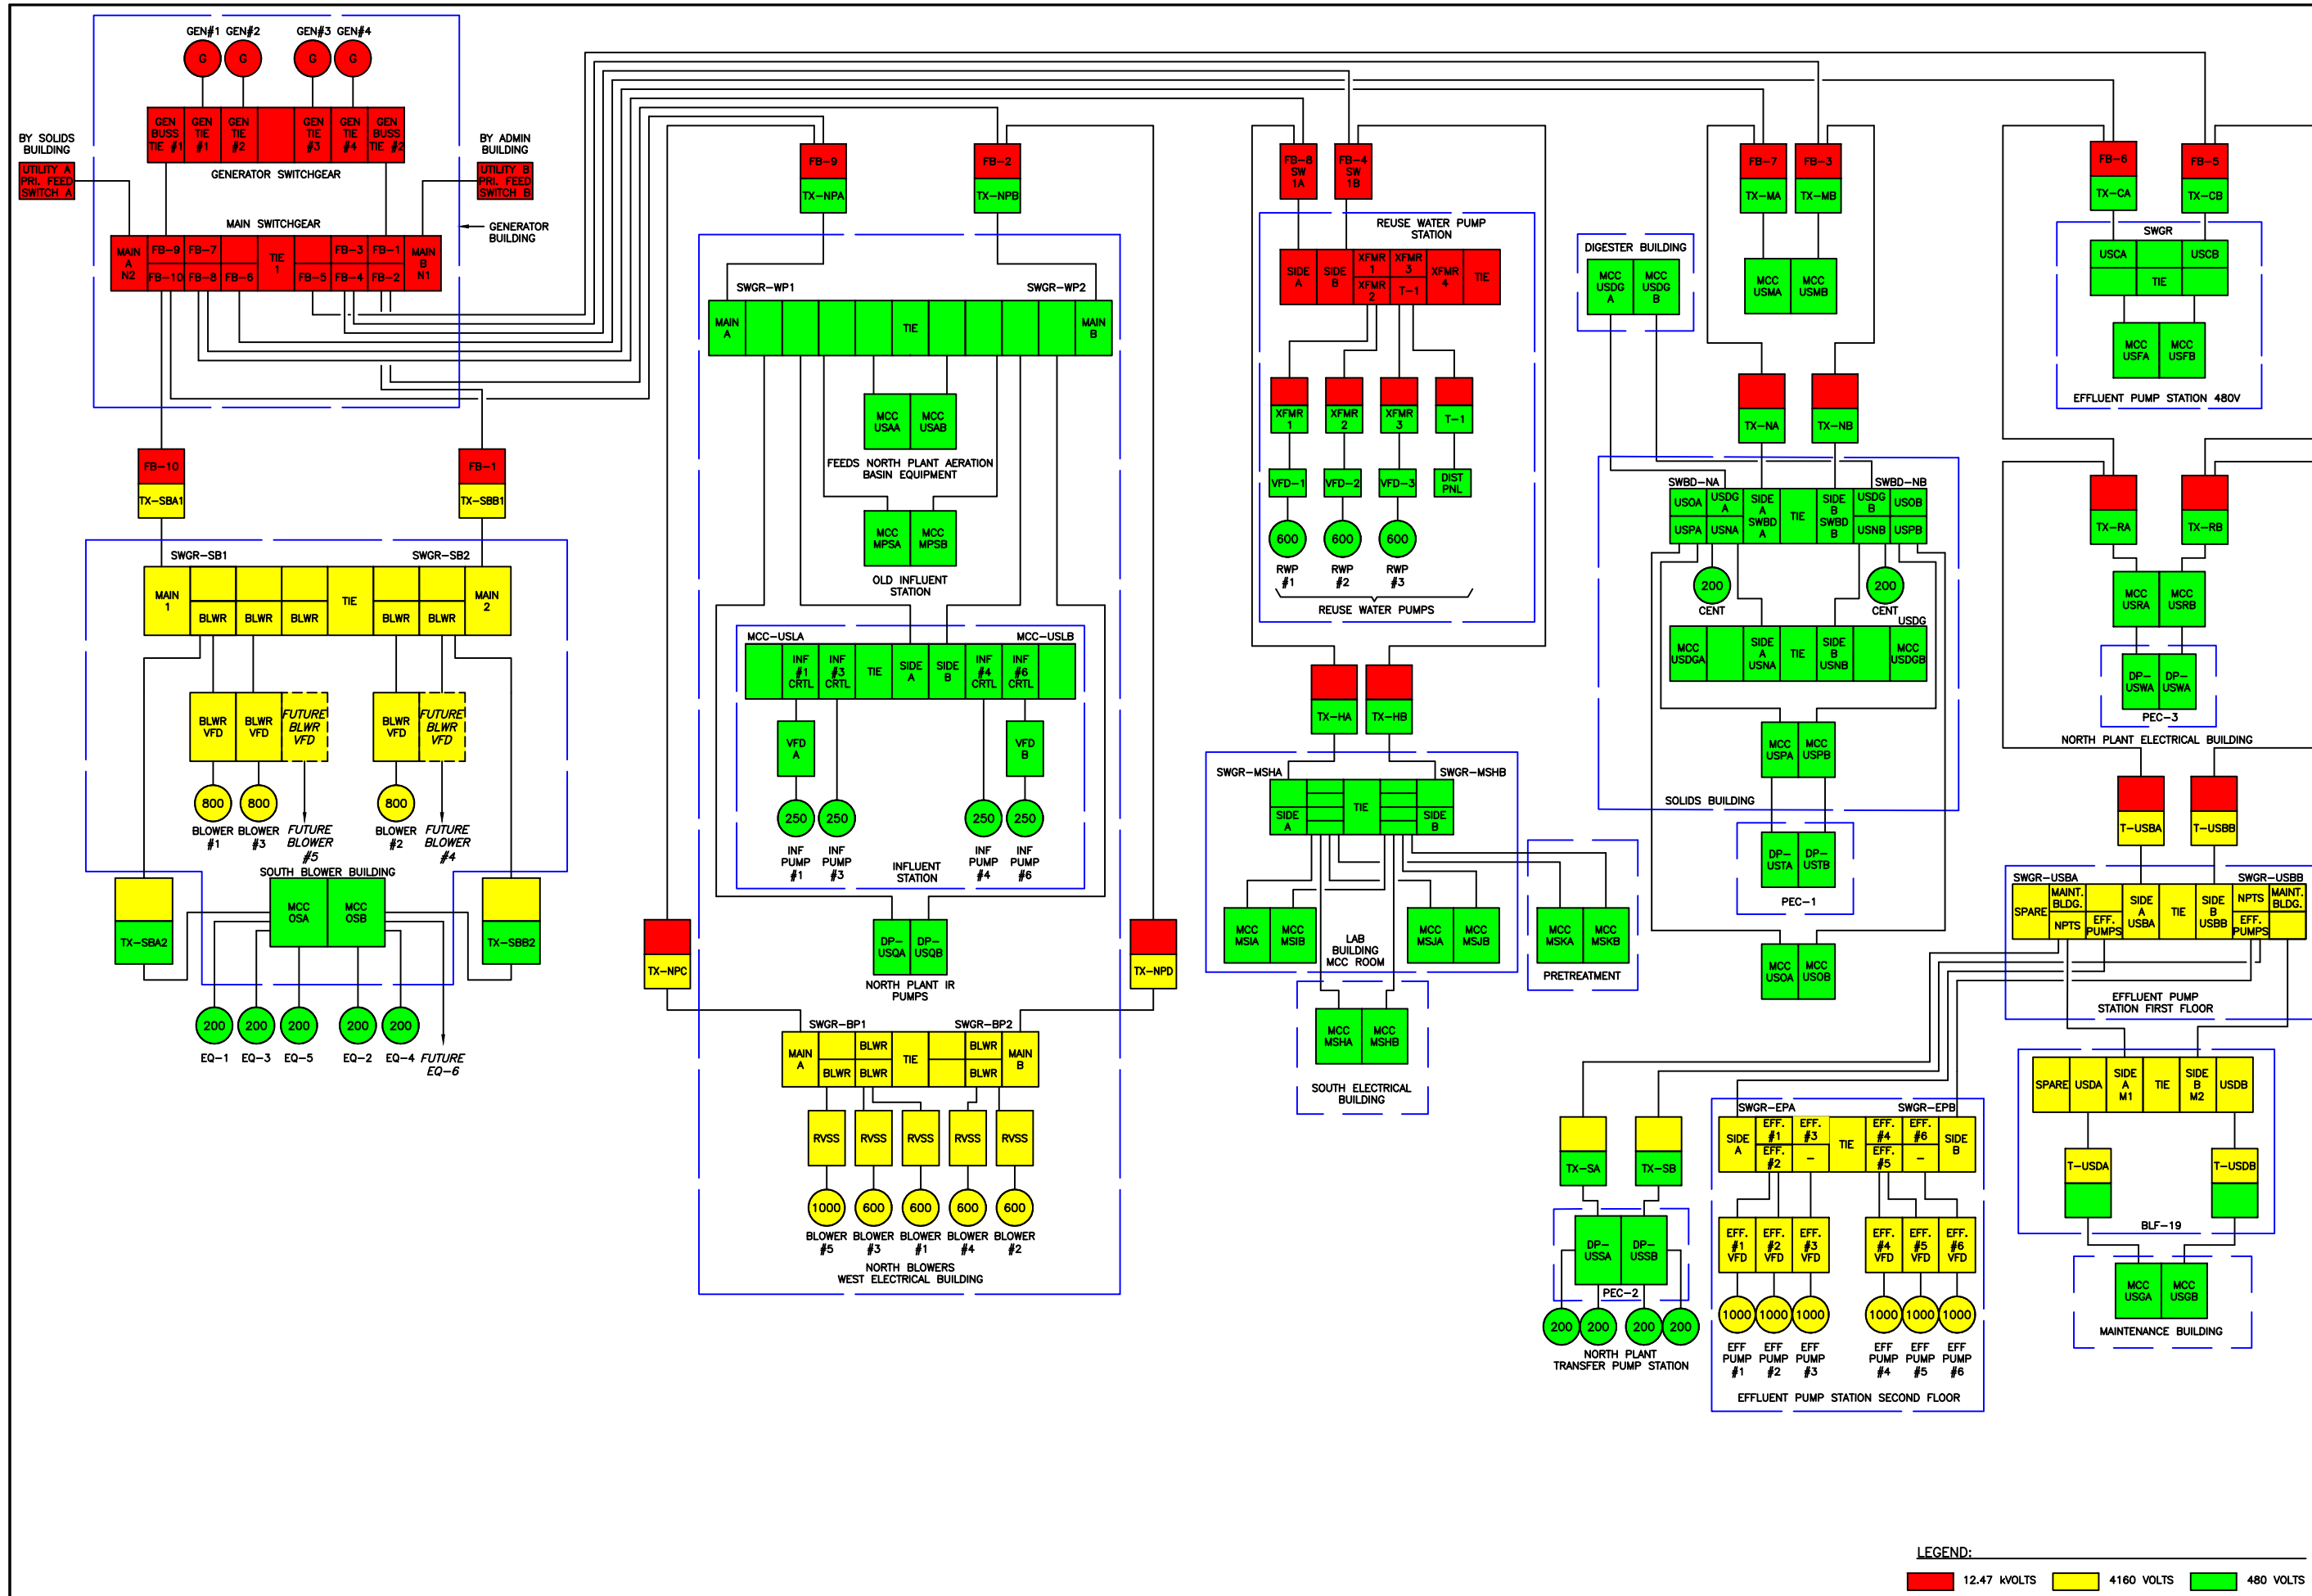 GEN#1
GEN#2
GEN#3
GEN#4
G
G
G
G
GEN
BUSS
TIE #1
GEN
TIE
#1
GEN
TIE
#2
GEN
TIE
#3
GEN
TIE
#4
GEN
BUSS
TIE #2
GENERATOR SWITCHGEAR
BY SOLIDS
BUILDING
UTILITY A
PRI. FEED
SWITCH A
BY ADMIN
BUILDING
UTILITY B
PRI. FEED
SWITCH B
MAIN SWITCHGEAR
GENERATOR
BUILDING
MAIN
A
N2
FB-9
FB-10
FB-7
FB-8
FB-6
TIE
1
FB-5
FB-3
FB-4
FB-1
FB-2
MAIN
B
N1
FB-10
TX-SBA1
FB-1
TX-SBB1
SWGR-SB1
SWGR-SB2
MAIN
1
BLWR
BLWR
BLWR
TIE
BLWR
BLWR
MAIN
2
BLWR
VFD
BLWR
VFD
FUTURE
BLWR
VFD
BLWR
VFD
FUTURE
BLWR
VFD
800
800
800
BLOWER
#1
BLOWER
#3
FUTURE
BLOWER
#5
BLOWER
#2
FUTURE
BLOWER
#4
SOUTH BLOWER BUILDING
TX-SBA2
MCC
OSA
MCC
OSB
TX-SBB2
200
200
200
200
200
EQ-1
EQ-3
EQ-5
EQ-2
EQ-4
FUTURE
EQ-6
FB-9
TX-NPA
FB-2
TX-NPB
SWGR-WP1
SWGR-WP2
MAIN
A
TIE
MAIN
B
MCC
USAA
MCC
USAB
FEEDS NORTH PLANT AERATION
BASIN EQUIPMENT
MCC
MPSA
MCC
MPSB
OLD INFLUENT
STATION
MCC-USLA
MCC-USLB
INF
#1
CRTL
INF
#3
CRTL
TIE
SIDE
A
SIDE
B
INF
#4
CRTL
INF
#6
CRTL
VFD
A
VFD
B
250
250
250
250
INF
PUMP
#1
INF
PUMP
#3
INFLUENT
STATION
INF
PUMP
#4
INF
PUMP
#6
TX-NPC
DP-
USQA
DP-
USQB
NORTH PLANT IR
PUMPS
TX-NPD
SWGR-BP1
SWGR-BP2
MAIN
A
BLWR
BLWR
BLWR
TIE
BLWR
BLWR
MAIN
B
RVSS
RVSS
RVSS
RVSS
RVSS
1000
600
600
600
600
BLOWER
#5
BLOWER
#3
BLOWER
#1
BLOWER
#4
BLOWER
#2
NORTH BLOWERS
WEST ELECTRICAL BUILDING
FB-8
SW
1A
FB-4
SW
1B
REUSE WATER PUMP
STATION
SIDE
A
SIDE
B
XFMR
1
XFMR
2
XFMR
3
T-1
XFMR
4
TIE
XFMR
1
XFMR
2
XFMR
3
T-1
VFD-1
VFD-2
VFD-3
DIST
PNL
600
600
600
RWP
#1
RWP
#2
RWP
#3
REUSE WATER PUMPS
TX-HA
TX-HB
SWGR-MSHA
SWGR-MSHB
SIDE
A
TIE
SIDE
B
MCC
MSIA
MCC
MSIB
LAB
BUILDING
MCC ROOM
MCC
MSJA
MCC
MSJB
MCC
MSKA
MCC
MSKB
PRETREATMENT
MCC
MSHA
MCC
MSHB
SOUTH ELECTRICAL
BUILDING
DIGESTER BUILDING
MCC
USDG
A
MCC
USDG
B
FB-7
TX-MA
FB-3
TX-MB
MCC
USMA
MCC
USMB
TX-NA
TX-NB
SWBD-NA
SWBD-NB
USOA
USPA
USDG
A
USNA
SIDE
A
SWBD
A
TIE
SIDE
B
SWBD
B
USDG
B
USNB
USOB
USPB
200
CENT
200
CENT
USDG
MCC
USDGA
SIDE
A
USNA
TIE
SIDE
B
USNB
MCC
USDGB
MCC
USPA
MCC
USPB
SOLIDS BUILDING
DP-
USTA
DP-
USTB
PEC-1
MCC
USOA
MCC
USOB
FB-6
TX-CA
FB-5
TX-CB
SWGR
USCA
USCB
TIE
MCC
USFA
MCC
USFB
EFFLUENT PUMP STATION 480V
TX-RA
TX-RB
MCC
USRA
MCC
USRB
DP-
USWA
DP-
USWA
PEC-3
NORTH PLANT ELECTRICAL BUILDING
T-USBA
T-USBB
SWGR-USBA
SWGR-USBB
SPARE
MAINT.
BLDG.
NPTS
EFF.
PUMPS
SIDE
A
USBA
TIE
SIDE
B
USBB
NPTS
EFF.
PUMPS
MAINT.
BLDG.
EFFLUENT PUMP
STATION FIRST FLOOR
SPARE
USDA
SIDE
A
M1
TIE
SIDE
B
M2
USDB
T-USDA
T-USDB
BLF-19
MCC
USGA
MCC
USGB
MAINTENANCE BUILDING
TX-SA
TX-SB
DP-
USSA
DP-
USSB
PEC-2
200
200
200
200
NORTH PLANT
TRANSFER PUMP STATION
SWGR-EPA
SWGR-EPB
SIDE
A
EFF.
#1
EFF.
#2
EFF.
#3
-
TIE
EFF.
#4
EFF.
#5
EFF.
#6
-
SIDE
B
EFF.
#1
VFD
EFF.
#2
VFD
EFF.
#3
VFD
EFF.
#4
VFD
EFF.
#5
VFD
EFF.
#6
VFD
1000
1000
1000
1000
1000
1000
EFF
PUMP
#1
EFF
PUMP
#2
EFF
PUMP
#3
EFF
PUMP
#4
EFF
PUMP
#5
EFF
PUMP
#6
EFFLUENT PUMP STATION SECOND FLOOR
LEGEND:
12.47 kVOLTS
4160 VOLTS
480 VOLTS